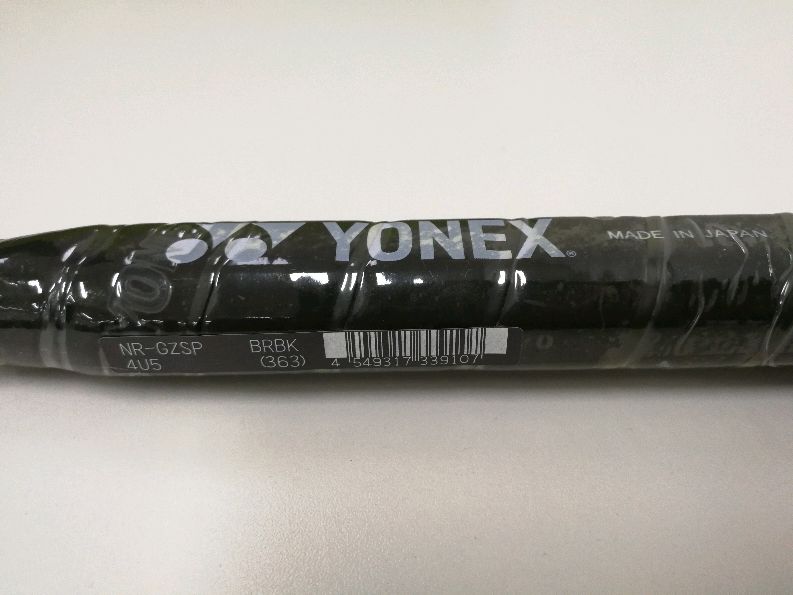 YONEX®
MADE IN JAPAN
NR-GZSP BRBK
4U5 (363) 4 549317 339107